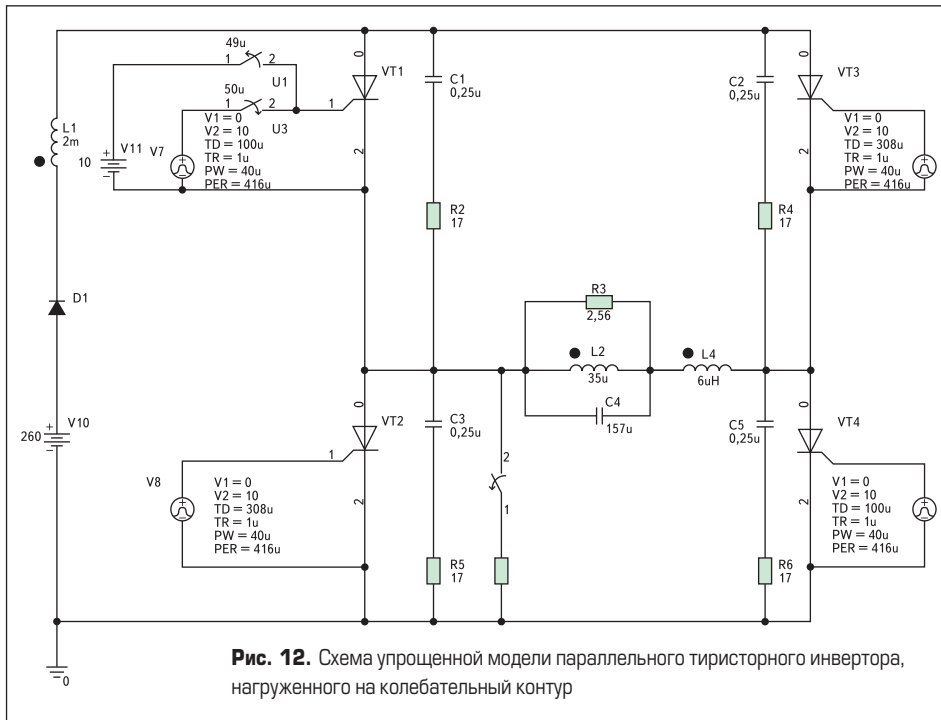 49u
1
2
U1
50u
1
2
U3
1
0
VT1
2
C1
0,25u
C2
0,25u
0
VT3
2
L1
2m
10
V11
V7
V1 = 0
V2 = 10
TD = 100u
TR = 1u
PW = 40u
PER = 416u
V1 = 0
V2 = 10
TD = 308u
TR = 1u
PW = 40u
PER = 416u
R2
17
R4
17
D1
R3
2,56
L2
35u
L4
6uH
C4
157u
V10
260
0
VT2
1
2
C3
0,25u
2
1
C5
0,25u
0
VT4
2
V8
V1 = 0
V2 = 10
TD = 308u
TR = 1u
PW = 40u
PER = 416u
V1 = 0
V2 = 10
TD = 100u
TR = 1u
PW = 40u
PER = 416u
R5
17
R6
17
0
Рис. 12. Схема упрощенной модели параллельного тиристорного инвертора,
нагруженного на колебательный контур